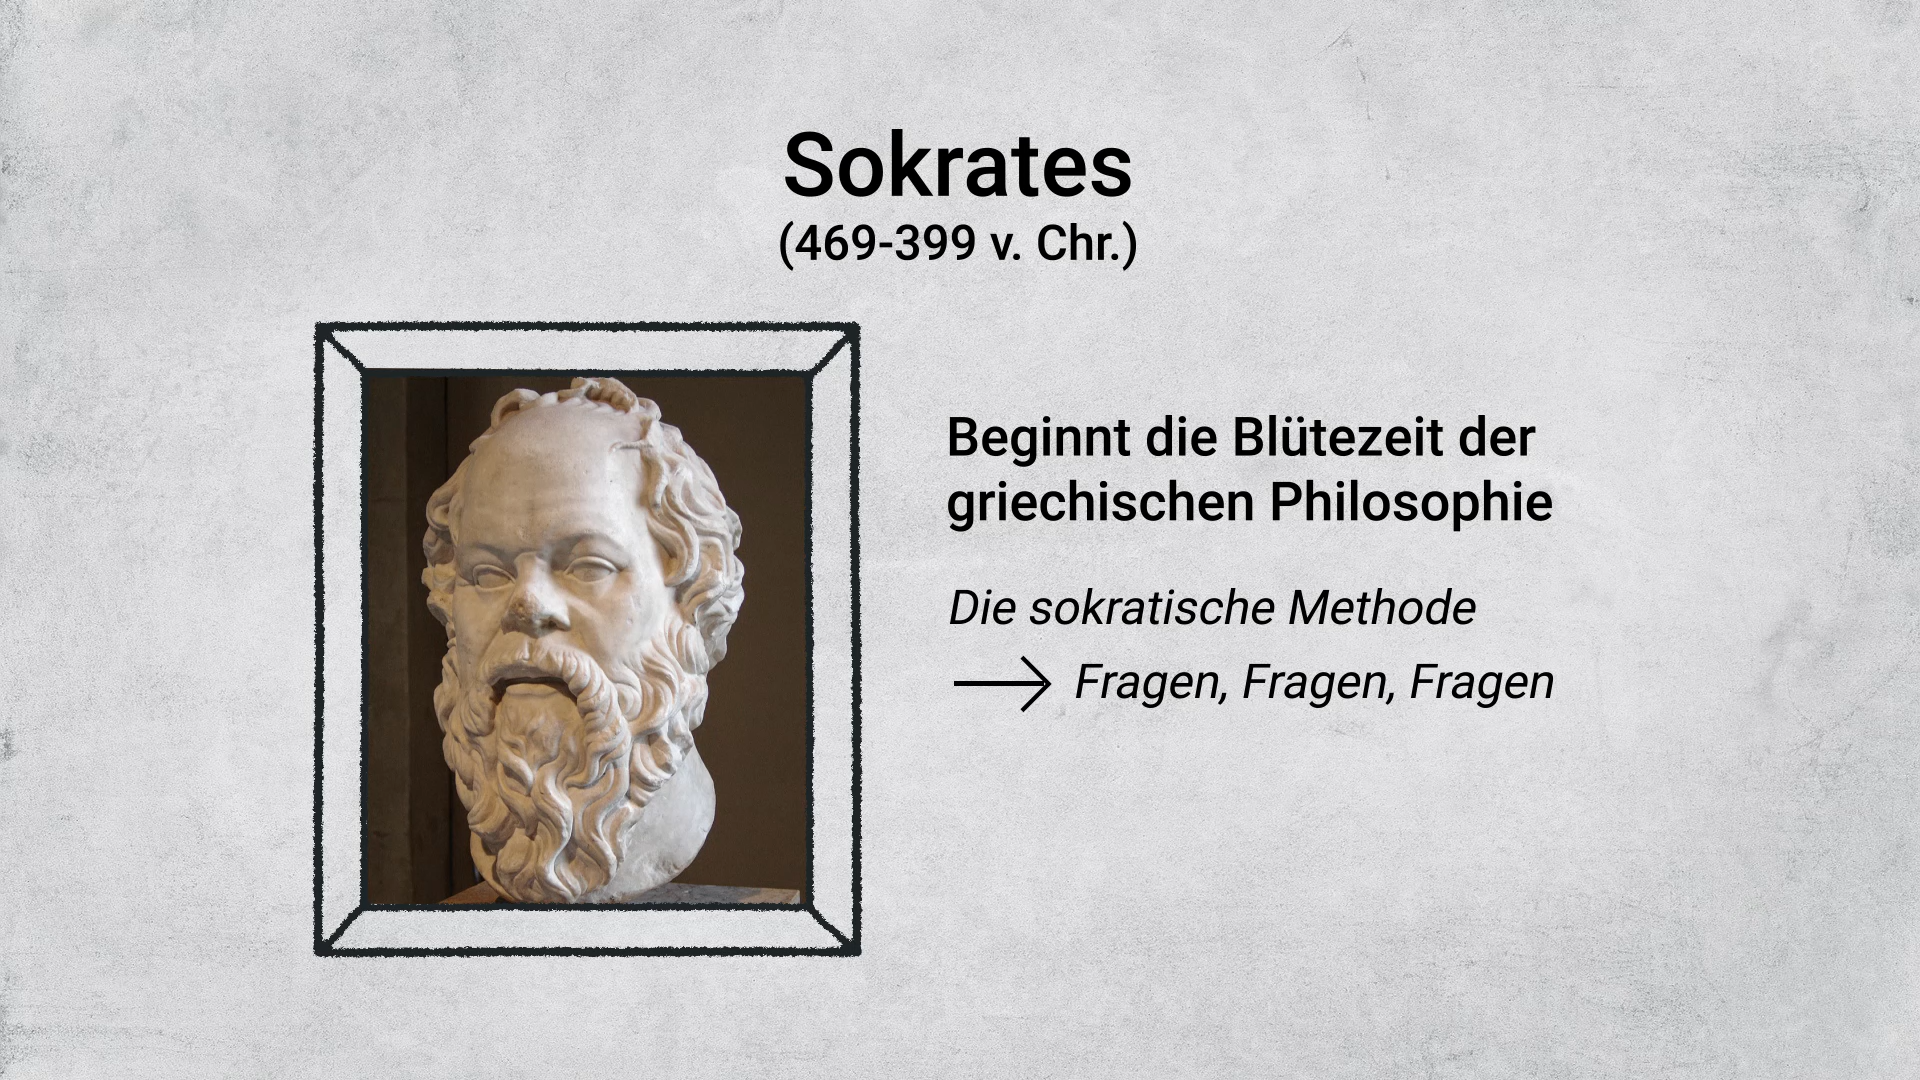 Sokrates
(469-399 v. Chr.)
Beginnt die Blütezeit der
griechischen Philosophie
Die sokratische Methode
Fragen, Fragen, Fragen